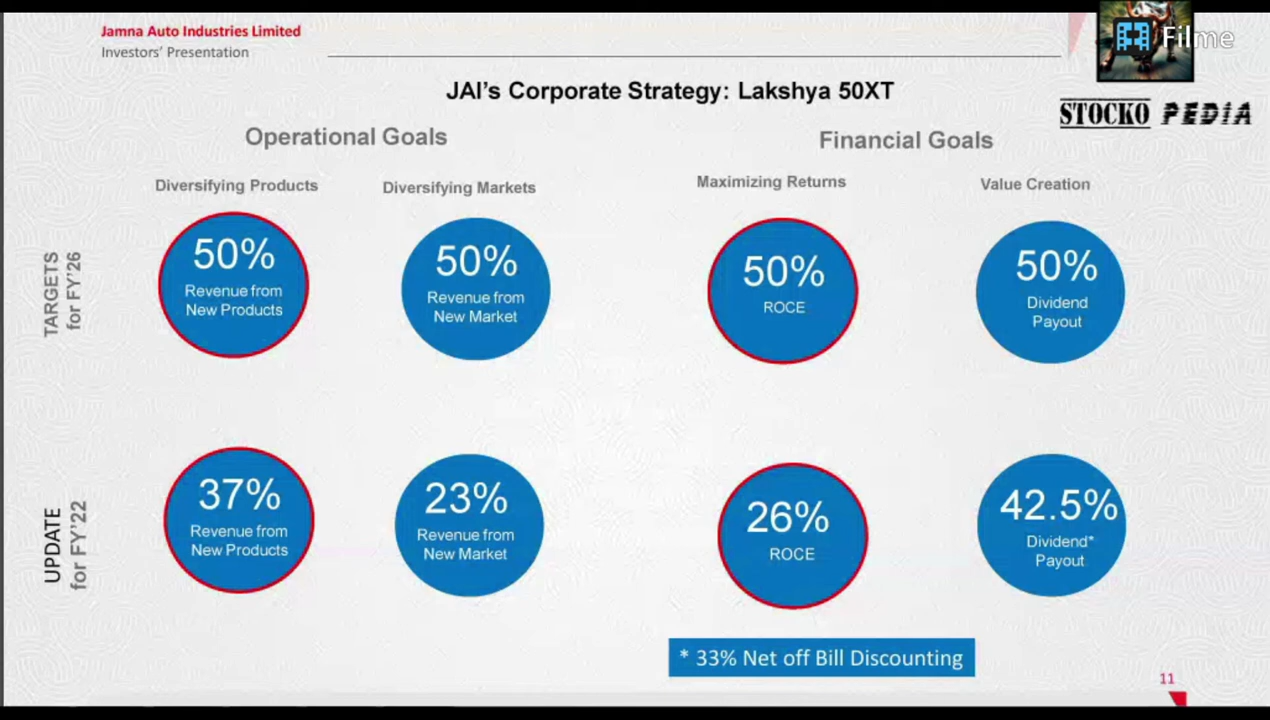 Jamna Auto Industries Limited
Investors' Presentation
Filme
STOCKO PEDIA
JAI's Corporate Strategy: Lakshya 50XT
Operational Goals
Financial Goals
Diversifying Products
Diversifying Markets
Maximizing Returns
Value Creation
TARGETS
for FY'26
50%
Revenue from
New Products
50%
Revenue from
New Market
50%
ROCE
50%
Dividend
Payout
UPDATE
for FY'22
37%
Revenue from
New Products
23%
Revenue from
New Market
26%
ROCE
42.5%
Dividend*
Payout
* 33% Net off Bill Discounting
11